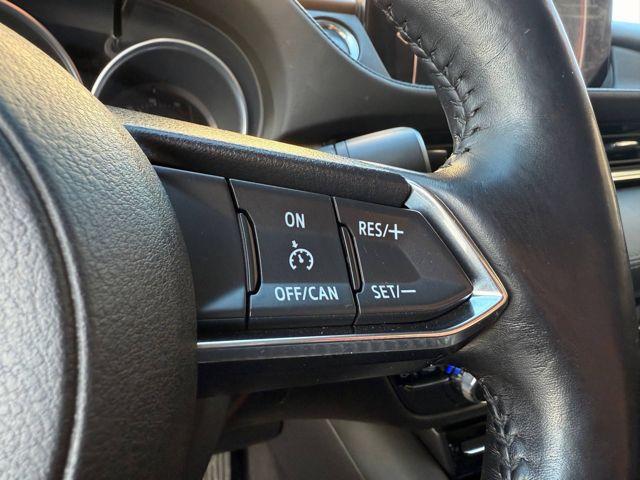 ON
OFF/CAN
RES/+
SET/−